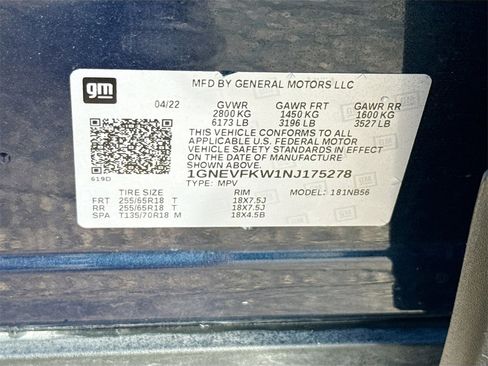 gm
MFD BY GENERAL MOTORS LLC
04/22 GVWR GAWR FRT GAWR RR
2800 KG 1450 KG 1600 KG
6173 LB 3196 LB 3527 LB
THIS VEHICLE CONFORMS TO ALL
APPLICABLE U.S. FEDERAL MOTOR
VEHICLE SAFETY STANDARDS IN EFFECT
ON THE DATE OF MANUFACTURE
SHOWN ABOVE.
619D 1GNEVFKW1NJ175278
TYPE: MPV
TIRE SIZE RIM MODEL: 181NB56
FRT 255/65R18 T 18X7.5J
RR 255/65R18 T 18X7.5J
SPA T135/70R18 M 18X4.5B